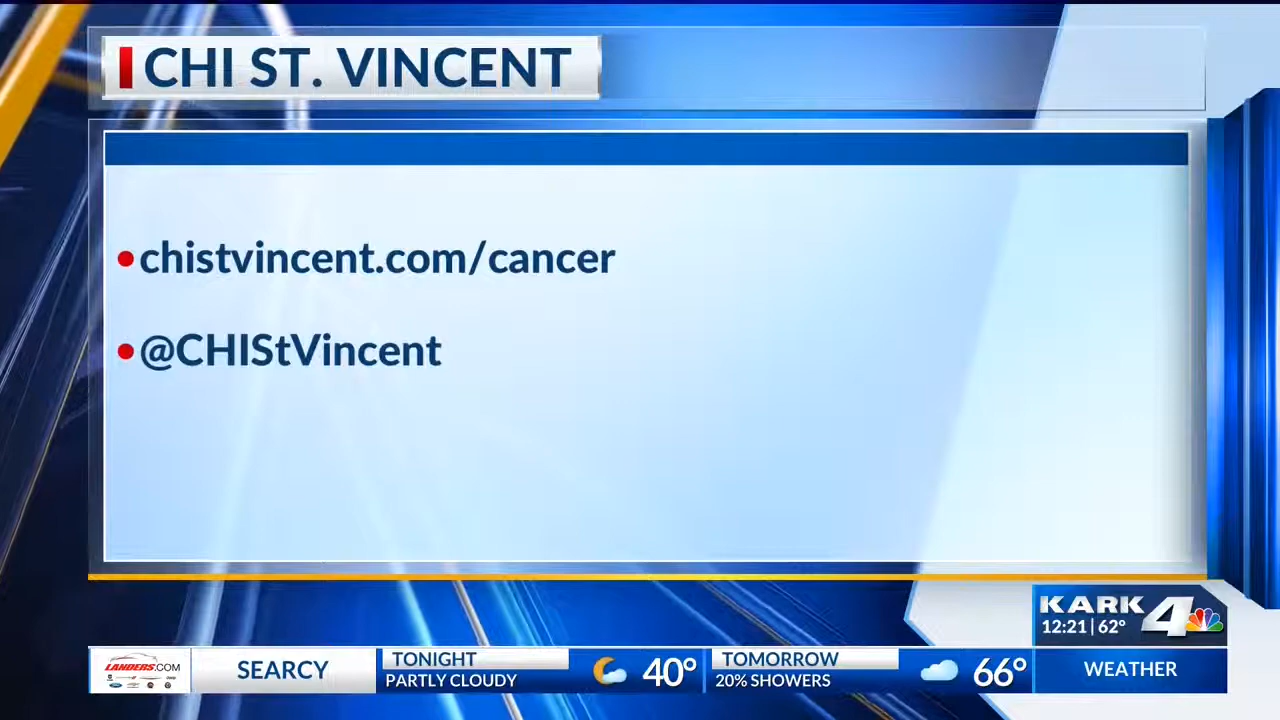 CHI ST. VINCENT
•chistvincent.com/cancer
•@CHIStVincent
KARK 4
12:21 | 62°
LANDERS.COM
SEARCY
TONIGHT
PARTLY CLOUDY
40°
TOMORROW
20% SHOWERS
66°
WEATHER